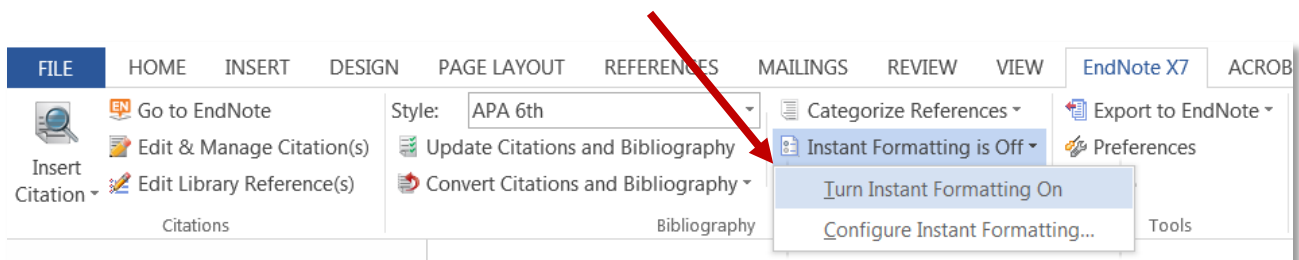 FILE HOME INSERT DESIGN PAGE LAYOUT REFERENCES MAILINGS REVIEW VIEW EndNote X7 ACROB
Insert
Citation
EN Go to EndNote
Edit & Manage Citation(s)
Edit Library Reference(s)
Citations
Style: APA 6th
Update Citations and Bibliography
Convert Citations and Bibliography
Bibliography
Categorize References
Instant Formatting is Off
Turn Instant Formatting On
Configure Instant Formatting...
Export to EndNote
Preferences
Tools